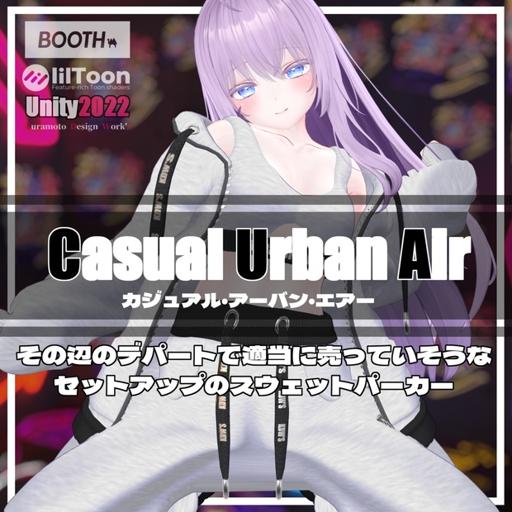 BOOTH
lilToon
Feature-rich Toon shaders
Unity2022
Kuramoto Design Work'
Casual Urban Air
カジュアル・アーバン・エアー
その辺のデパートで適当に売っていそうな
セットアップのスウェットパーカー